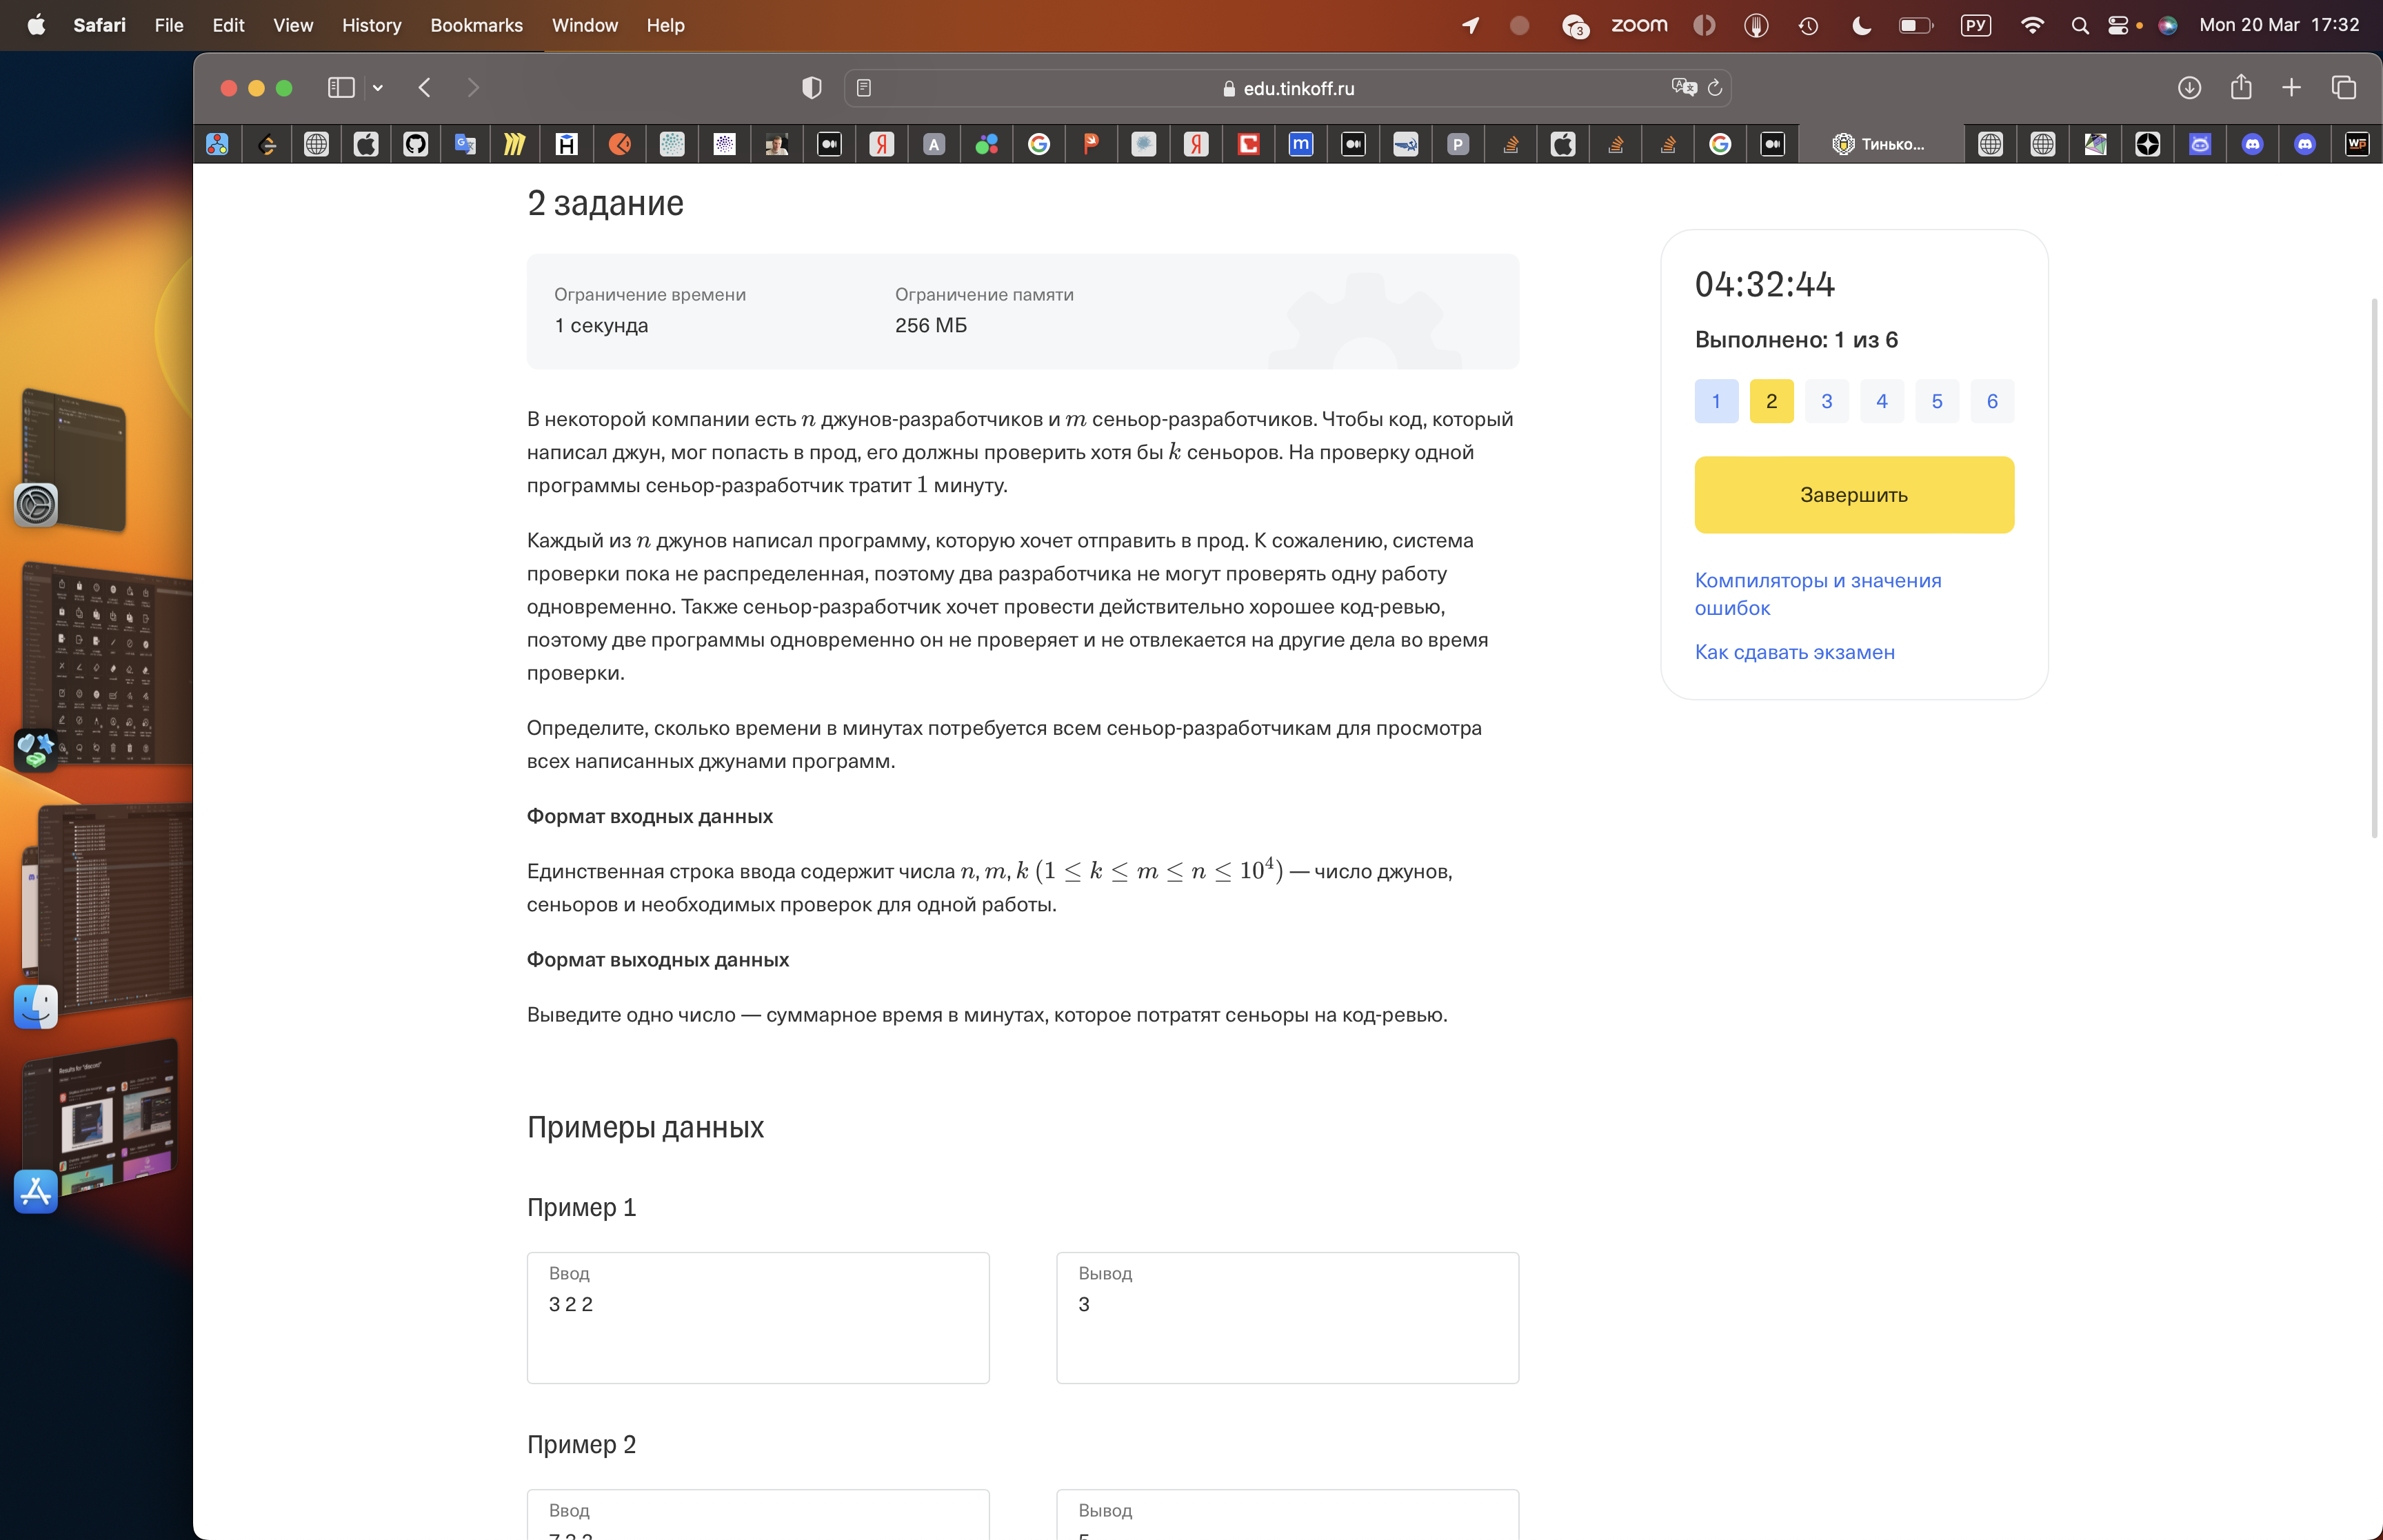 Safari File Edit View History Bookmarks Window Help
3 zoom РУ Mon 20 Mar 17:32
edu.tinkoff.ru
Тинько...
2 задание
Ограничение времени Ограничение памяти
1 секунда 256 МБ
В некоторой компании есть n джунов-разработчиков и m сеньор-разработчиков. Чтобы код, который
написал джун, мог попасть в прод, его должны проверить хотя бы k сеньоров. На проверку одной
программы сеньор-разработчик тратит 1 минуту.
Каждый из n джунов написал программу, которую хочет отправить в прод. К сожалению, система
проверки пока не распределенная, поэтому два разработчика не могут проверять одну работу
одновременно. Также сеньор-разработчик хочет провести действительно хорошее код-ревью,
поэтому две программы одновременно он не проверяет и не отвлекается на другие дела во время
проверки.
Определите, сколько времени в минутах потребуется всем сеньор-разработчикам для просмотра
всех написанных джунами программ.
Формат входных данных
Единственная строка ввода содержит числа n, m, k (1 ≤ k ≤ m ≤ n ≤ 10⁴) — число джунов,
сеньоров и необходимых проверок для одной работы.
Формат выходных данных
Выведите одно число — суммарное время в минутах, которое потратят сеньоры на код-ревью.
Примеры данных
Пример 1
Ввод Вывод
3 2 2 3
Пример 2
Ввод Вывод
04:32:44
Выполнено: 1 из 6
1 2 3 4 5 6
Завершить
Компиляторы и значения
ошибок
Как сдавать экзамен
Results for "discord"